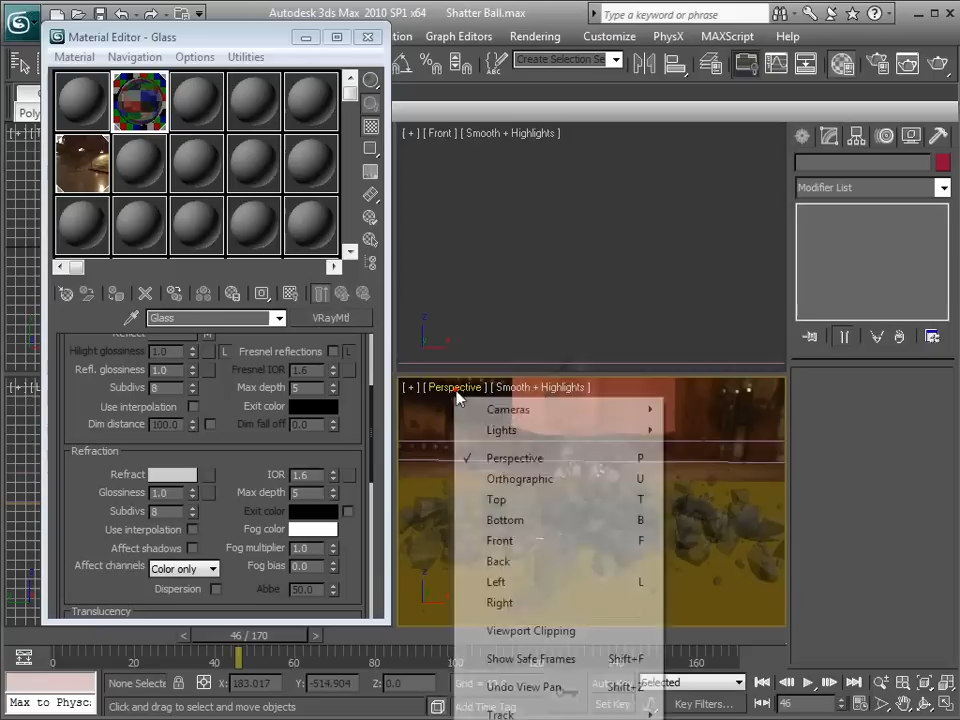 Autodesk 3ds Max 2010 SP1 x64 Shatter Ball.max
Type a keyword or phrase
Material Editor - Glass
Graph Editors Rendering Customize PhysX MAXScript Help
Material Navigation Options Utilities
Create Selection Se
Poly
[ + ] [ Front ] [ Smooth + Highlights ]
Modifier List
Glass
VRayMtl
Hilight glossiness 1.0 L Fresnel reflections L
Refl. glossiness 1.0 Fresnel IOR 1.6
Subdivs 8 Max depth 5
Use interpolation Exit color
Dim distance 100.0 Dim fall off 0.0
Refraction
Refract IOR 1.6
Glossiness 1.0 Max depth 5
Subdivs 8 Exit color
Use interpolation Fog color
Affect shadows Fog multiplier 1.0
Affect channels Color only Fog bias 0.0
Dispersion Abbe 50.0
Translucency
[ + ] [ Perspective ] [ Smooth + Highlights ]
Cameras
Lights
Perspective P
Orthographic U
Top T
Bottom B
Front F
Back
Left L
Right
Viewport Clipping
Show Safe Frames Shift+F
Undo View Pan Shift+Z
Track
46 / 170
0 20 40 60 80 100 160
None Selecte X: 183.017 Y: -514.904 Z: 0.0
Selected
Max to Physc
Click and drag to select and move objects
Add Time Tag
Set Key
Key Filters...
46